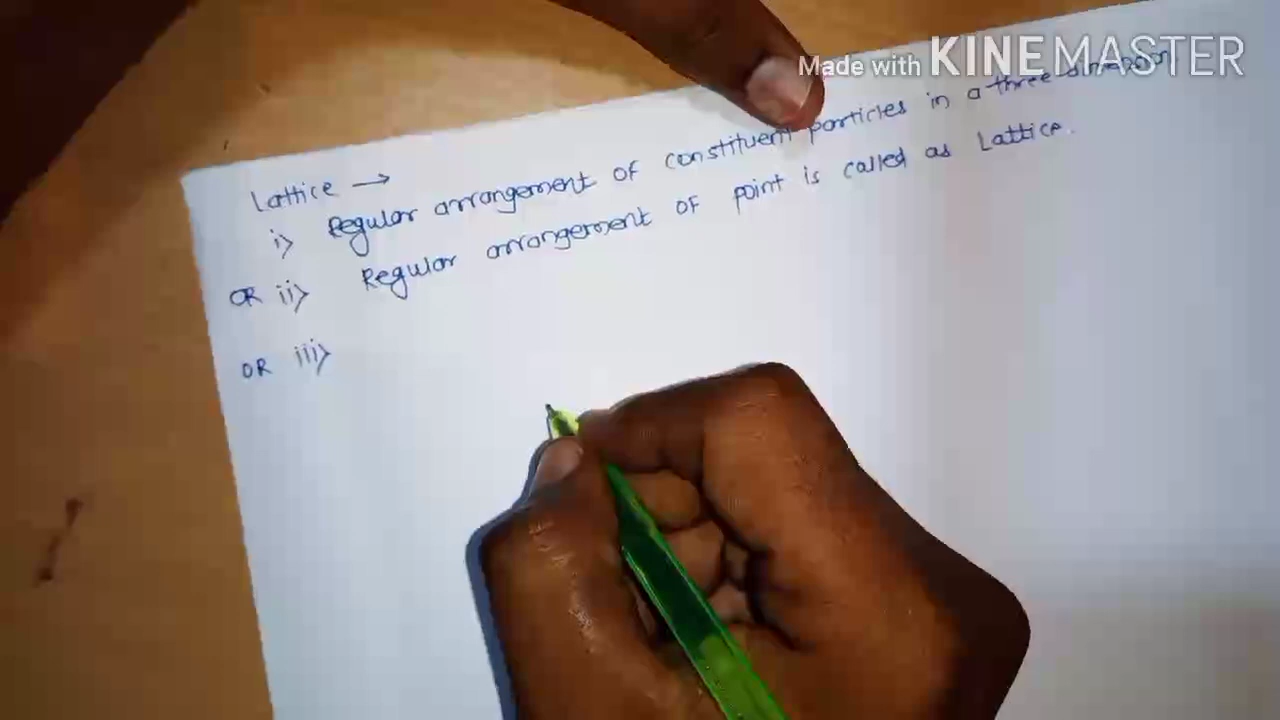 Made with KINEMASTER
Lattice →
i> Regular arrangement OF constituent particles in a three-dimension
OR ii> Regular arrangement OF point is called as Lattice.
OR iii>